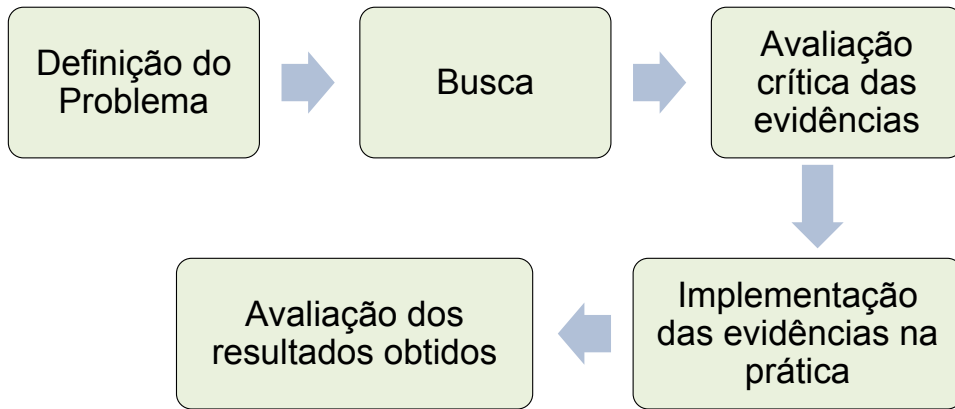 Definição do
Problema
Busca
Avaliação
crítica das
evidências
Implementação
das evidências na
prática
Avaliação dos
resultados obtidos